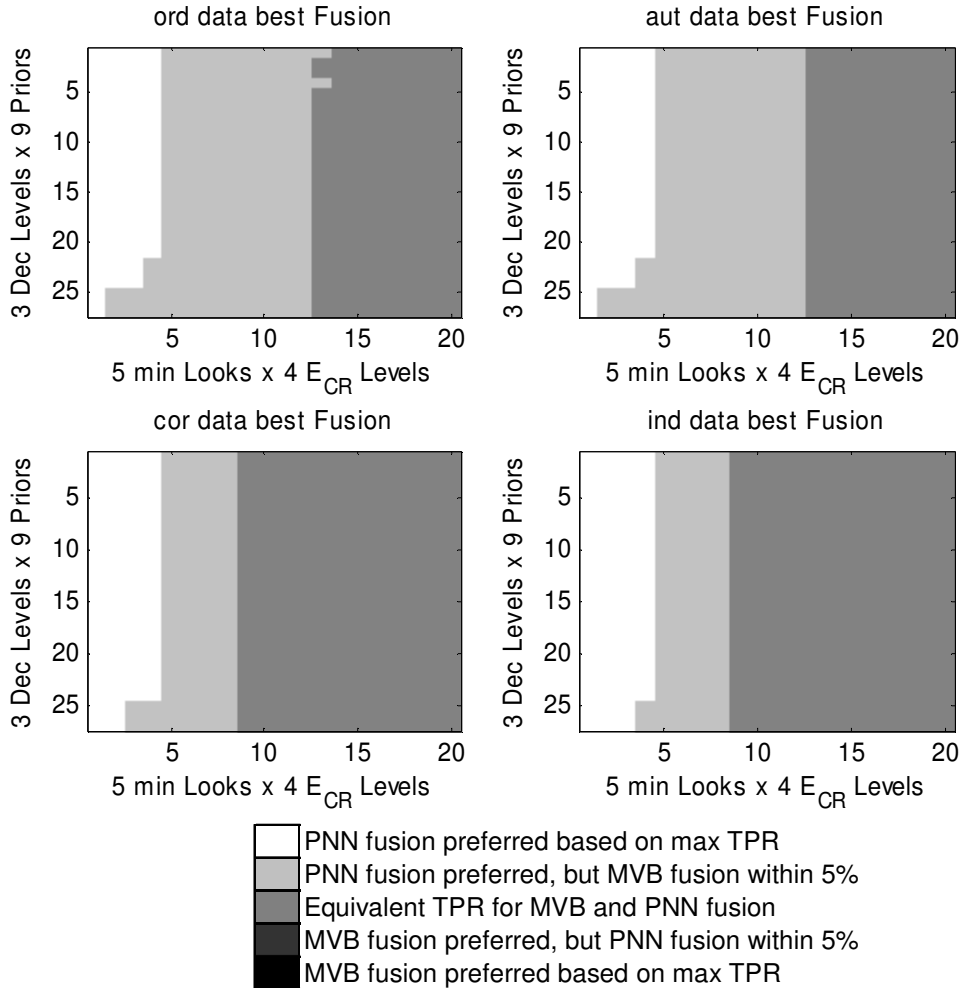 ord data best Fusion
3 Dec Levels x 9 Priors
5
10
15
20
25
5 10 15 20
5 min Looks x 4 E_CR Levels
aut data best Fusion
3 Dec Levels x 9 Priors
5
10
15
20
25
5 10 15 20
5 min Looks x 4 E_CR Levels
cor data best Fusion
3 Dec Levels x 9 Priors
5
10
15
20
25
5 10 15 20
5 min Looks x 4 E_CR Levels
ind data best Fusion
3 Dec Levels x 9 Priors
5
10
15
20
25
5 10 15 20
5 min Looks x 4 E_CR Levels
PNN fusion preferred based on max TPR
PNN fusion preferred, but MVB fusion within 5%
Equivalent TPR for MVB and PNN fusion
MVB fusion preferred, but PNN fusion within 5%
MVB fusion preferred based on max TPR